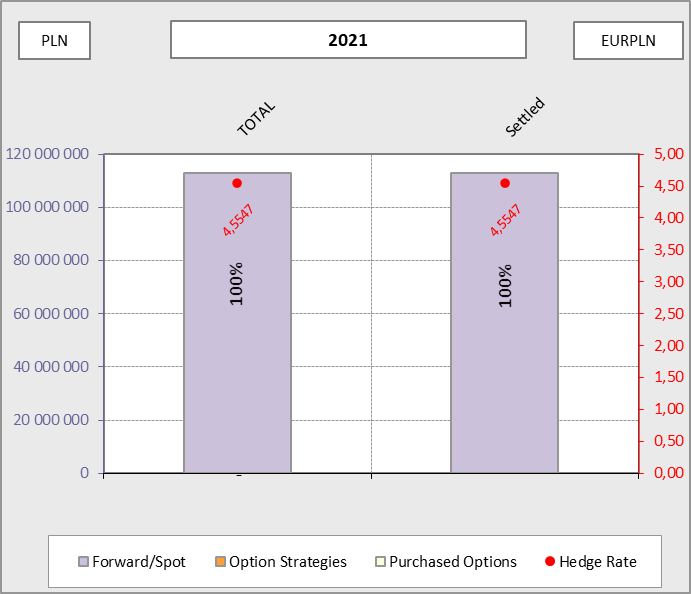 PLN
2021
EURPLN
TOTAL
Settled
120 000 000
100 000 000
80 000 000
60 000 000
40 000 000
20 000 000
0
4,5547
100%
4,5547
100%
5,00
4,50
4,00
3,50
3,00
2,50
2,00
1,50
1,00
0,50
0,00
Forward/Spot
Option Strategies
Purchased Options
Hedge Rate